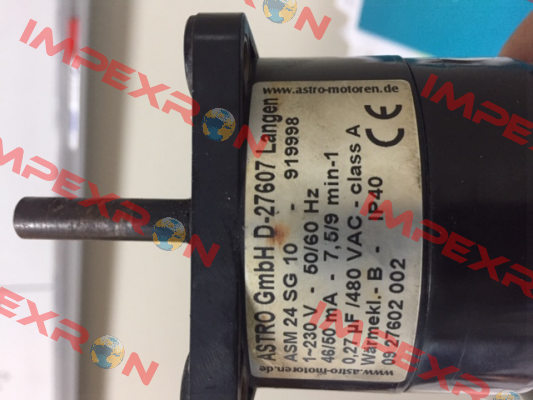 www.astro-motoren.de
ASTRO GmbH D-27607 Langen
ASM 24 SG 10 - 919998
1~230 V - 50/60 Hz
46/50 mA - 7,5/9 min-1
0,27 µF /480 VAC - class A
Wärmekl.- B - IP40
09 27602 002
CE
www.astro-motoren.de
IMPEXRON
IMPEXRON
IMPEXRON
IMPEXRON
IMPEXRON